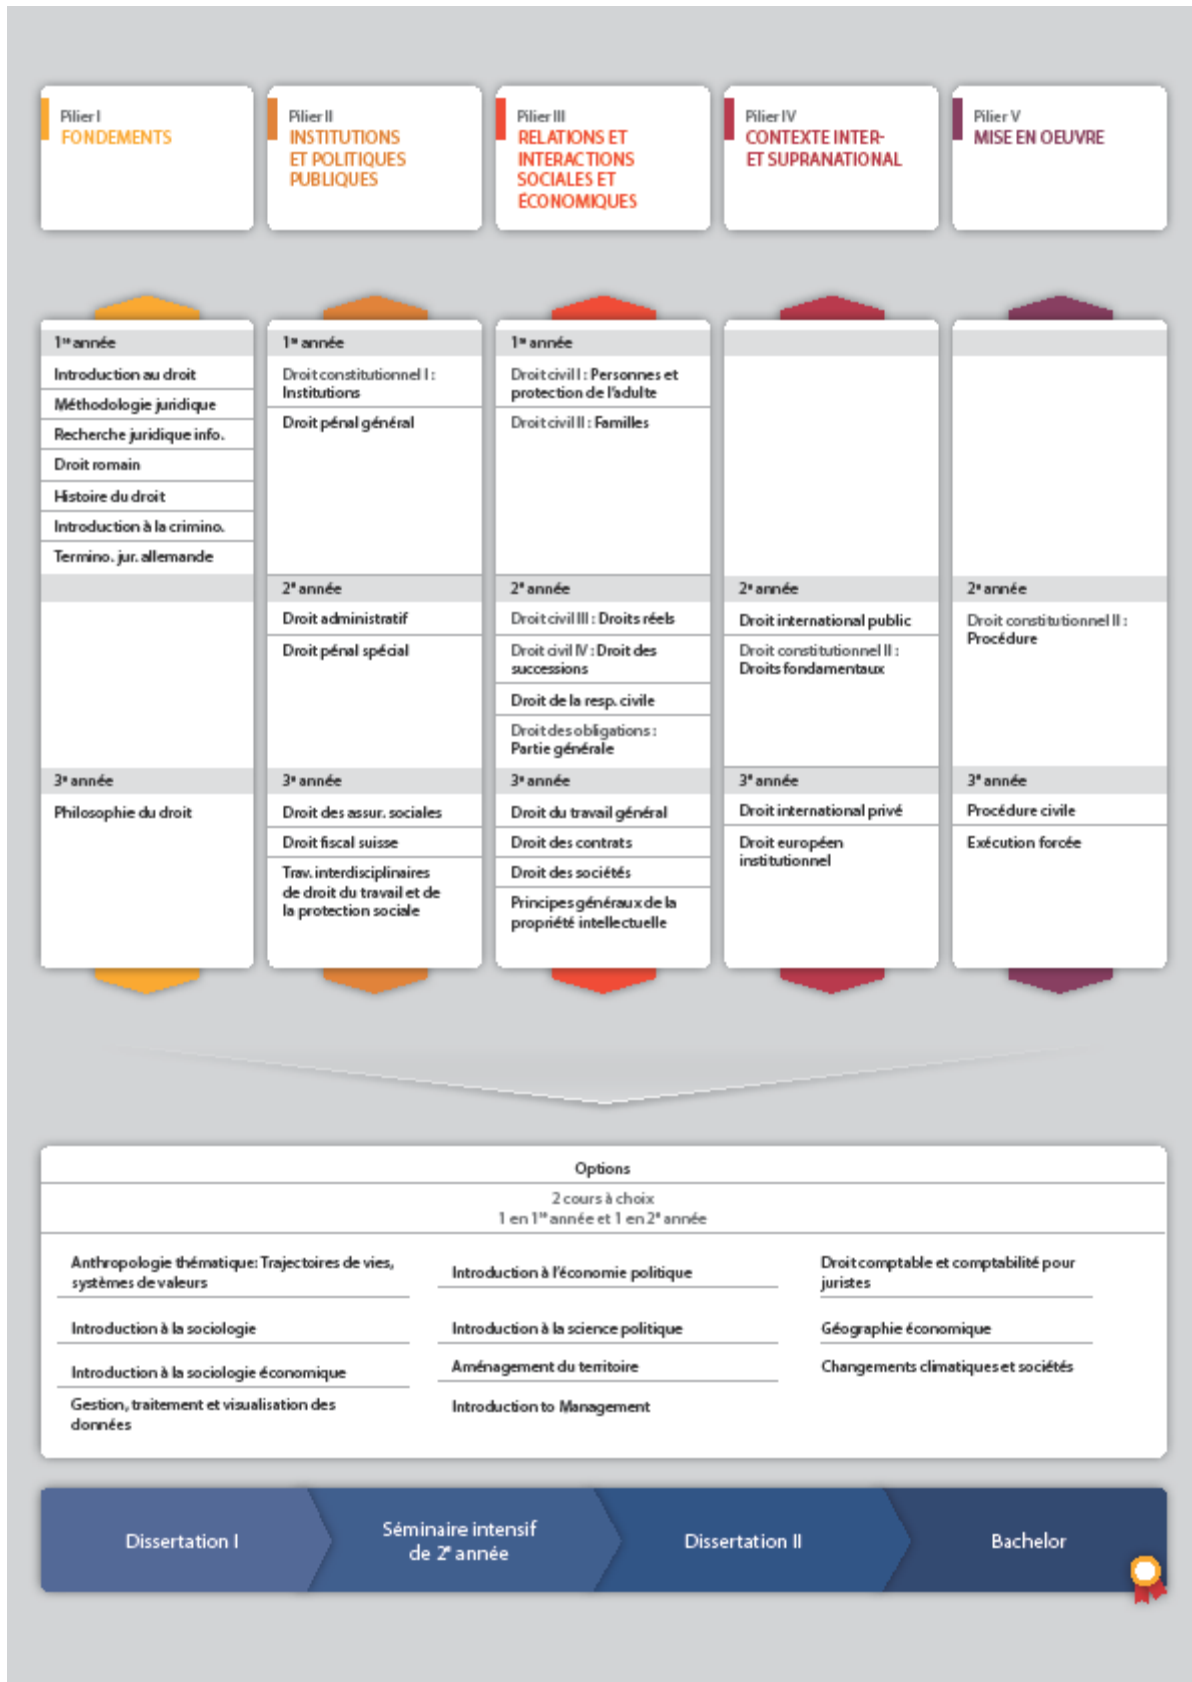 Pilier I
FONDEMENTS
Pilier II
INSTITUTIONS
ET POLITIQUES
PUBLIQUES
Pilier III
RELATIONS ET
INTERACTIONS
SOCIALES ET
ÉCONOMIQUES
Pilier IV
CONTEXTE INTER-
ET SUPRANATIONAL
Pilier V
MISE EN OEUVRE
1re année
Introduction au droit
Méthodologie juridique
Recherche juridique info.
Droit romain
Histoire du droit
Introduction à la crimino.
Termino. jur. allemande
3e année
Philosophie du droit
1re année
Droit constitutionnel I :
Institutions
Droit pénal général
2e année
Droit administratif
Droit pénal spécial
3e année
Droit des assur. sociales
Droit fiscal suisse
Trav. interdisciplinaires
de droit du travail et de
la protection sociale
1re année
Droit civil I : Personnes et
protection de l'adulte
Droit civil II : Familles
2e année
Droit civil III : Droits réels
Droit civil IV : Droit des
successions
Droit de la resp. civile
Droit des obligations :
Partie générale
3e année
Droit du travail général
Droit des contrats
Droit des sociétés
Principes généraux de la
propriété intellectuelle
2e année
Droit international public
Droit constitutionnel II :
Droits fondamentaux
3e année
Droit international privé
Droit européen
institutionnel
2e année
Droit constitutionnel II :
Procédure
3e année
Procédure civile
Exécution forcée
Options
2 cours à choix
1 en 1re année et 1 en 2e année
Anthropologie thématique: Trajectoires de vies,
systèmes de valeurs
Introduction à la sociologie
Introduction à la sociologie économique
Gestion, traitement et visualisation des
données
Introduction à l'économie politique
Introduction à la science politique
Aménagement du territoire
Introduction to Management
Droit comptable et comptabilité pour
juristes
Géographie économique
Changements climatiques et sociétés
Dissertation I
Séminaire intensif
de 2e année
Dissertation II
Bachelor